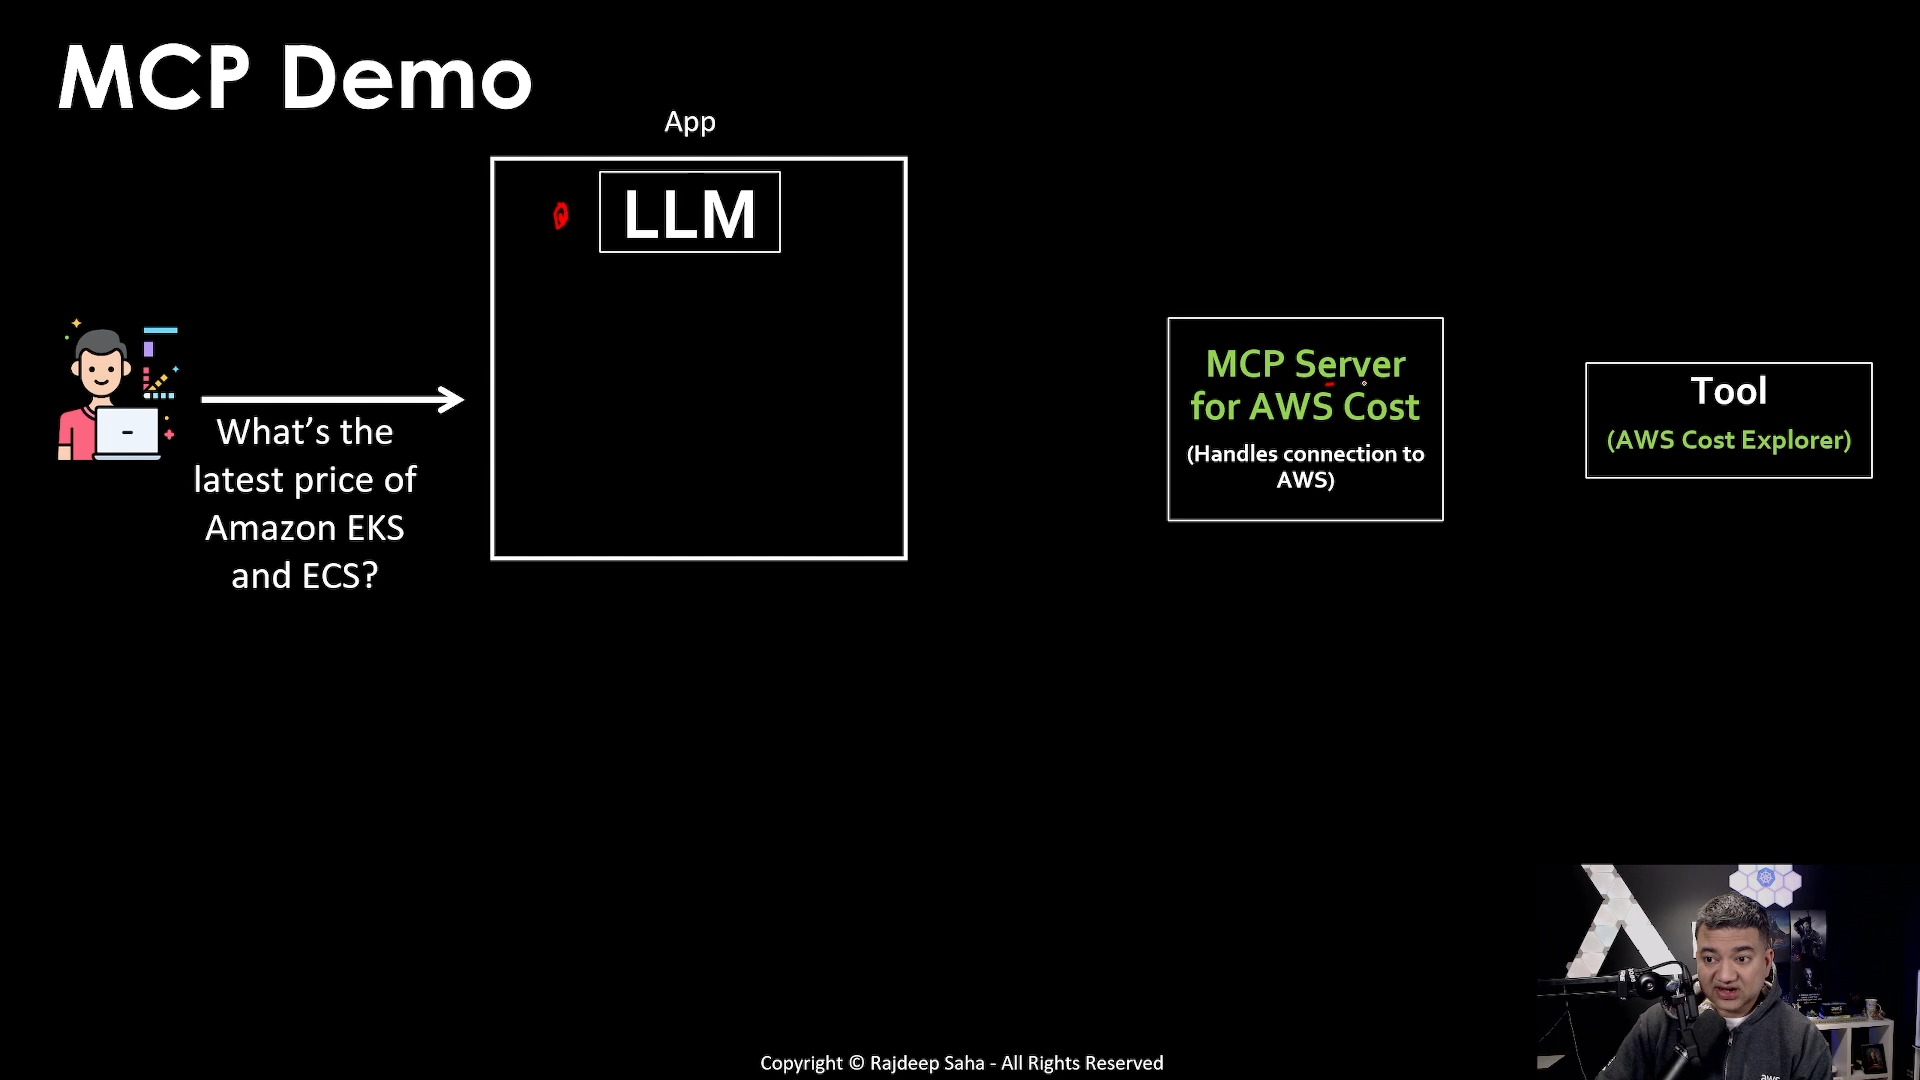 MCP Demo
App
LLM
What's the
latest price of
Amazon EKS
and ECS?
MCP Server
for AWS Cost
(Handles connection to
AWS)
Tool
(AWS Cost Explorer)
aws
Copyright © Rajdeep Saha - All Rights Reserved